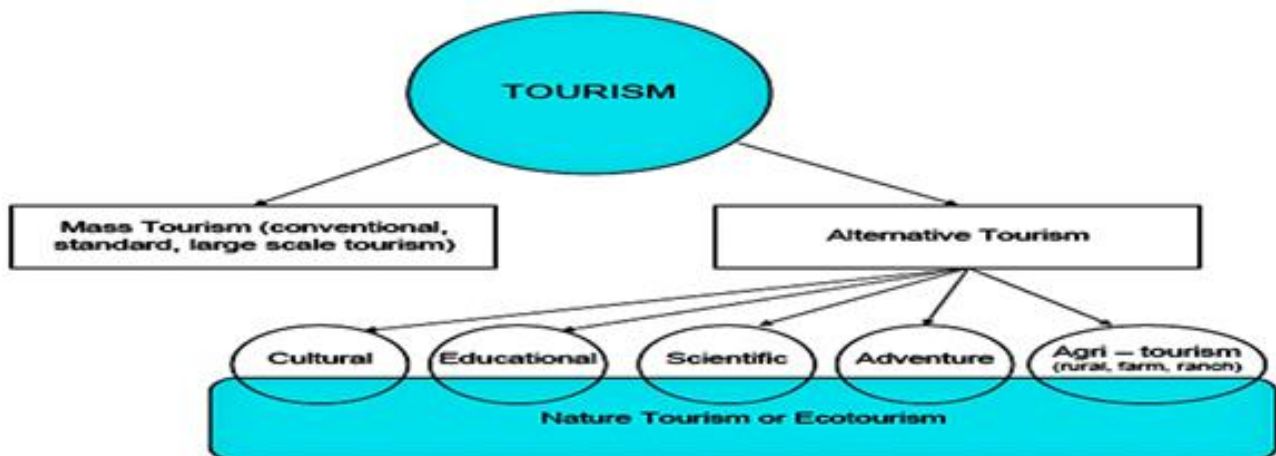 TOURISM
Mass Tourism (conventional,
standard, large scale tourism)
Alternative Tourism
Cultural
Educational
Scientific
Adventure
Agri – tourism
(rural, farm, ranch)
Nature Tourism or Ecotourism